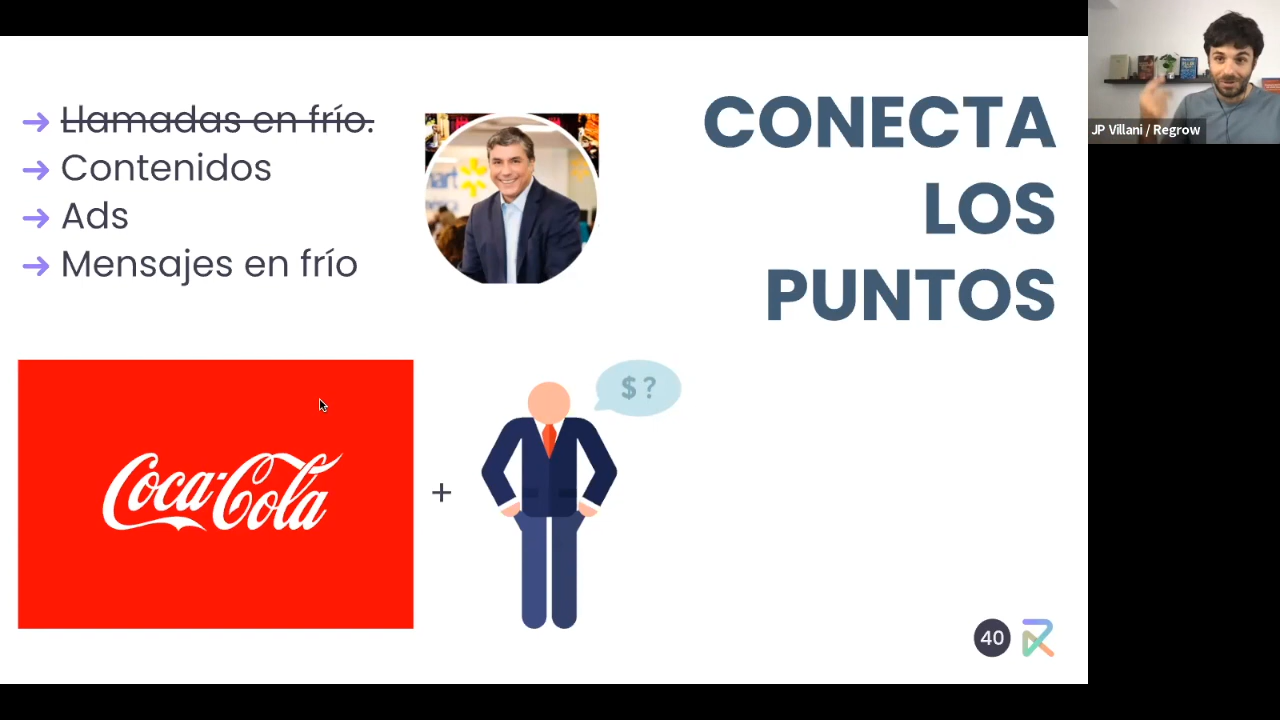 → Llamadas en frío.
→ Contenidos
→ Ads
→ Mensajes en frío
CONECTA
LOS
PUNTOS
Coca-Cola
+
$ ?
40
JP Villani / Regrow